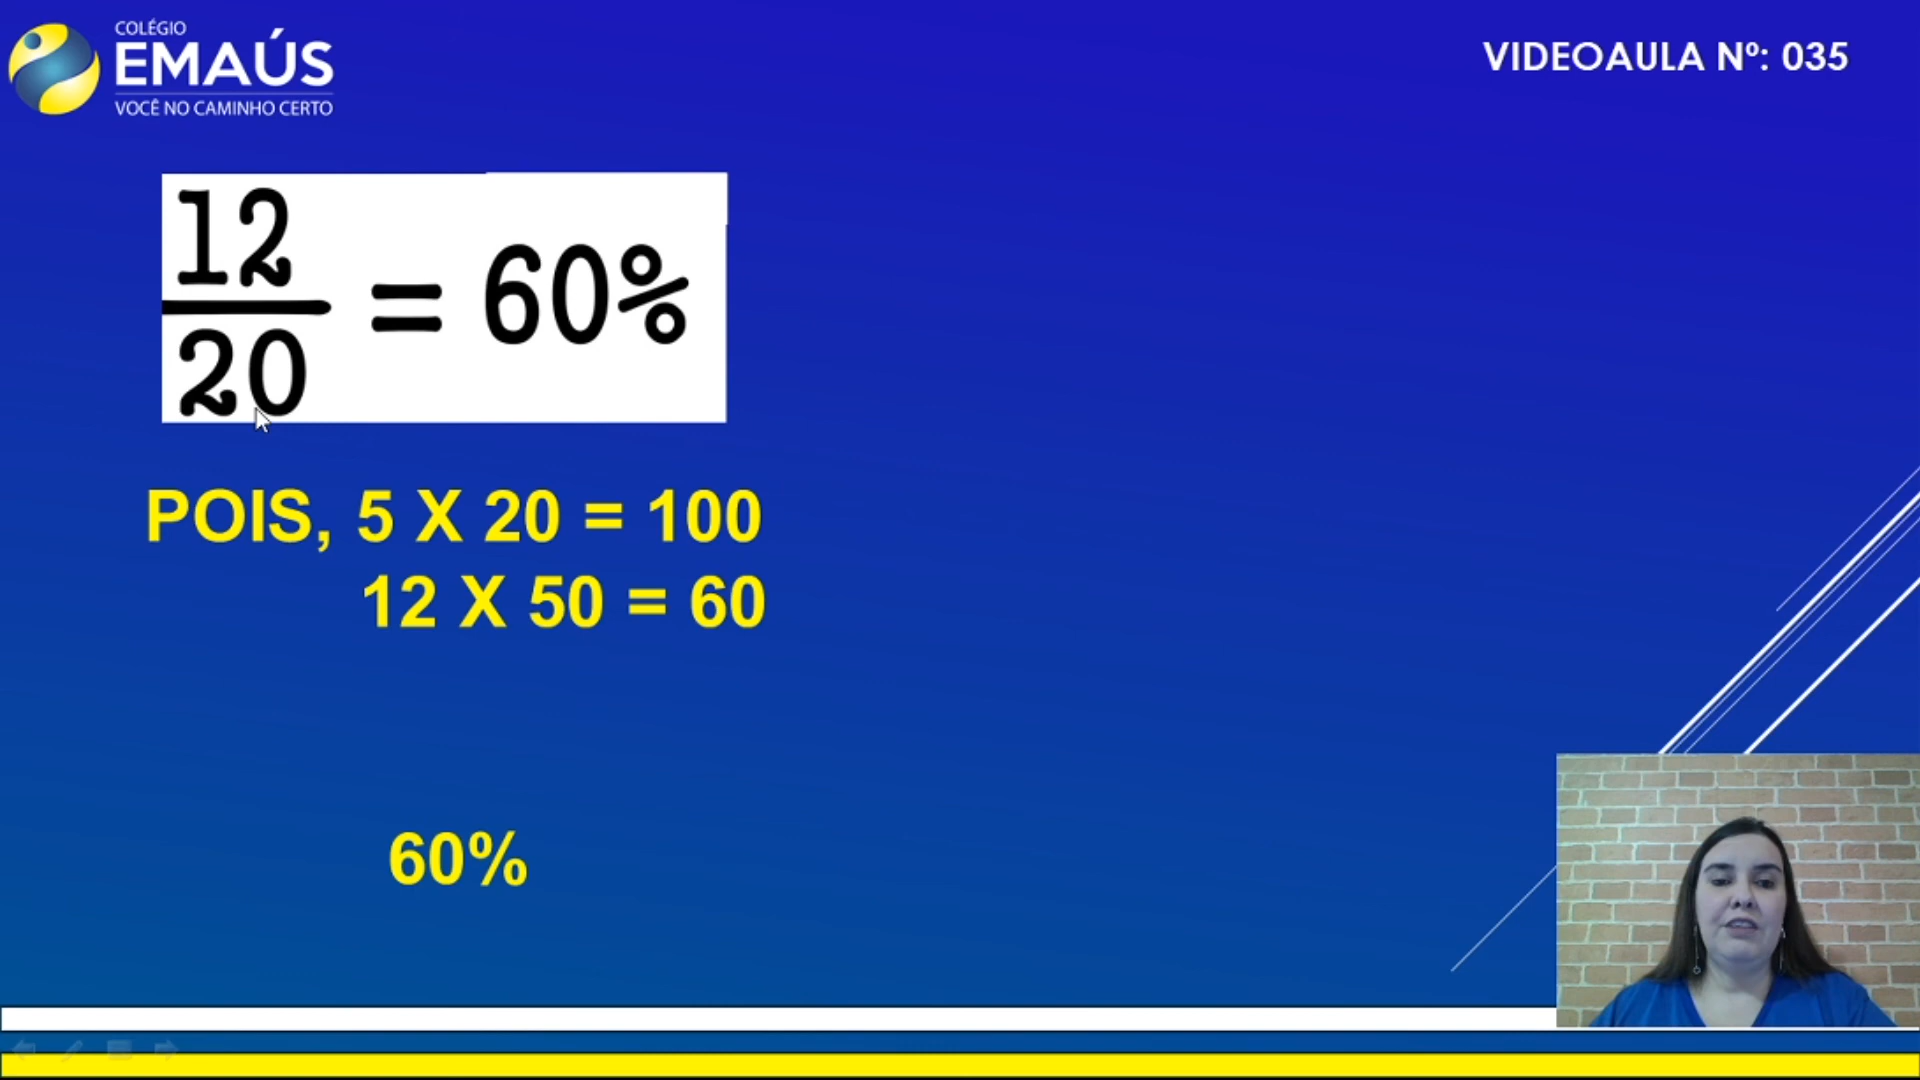 COLÉGIO
EMAÚS
VOCÊ NO CAMINHO CERTO
VIDEOAULA Nº: 035
12
20
= 60%
POIS, 5 X 20 = 100
12 X 50 = 60
60%